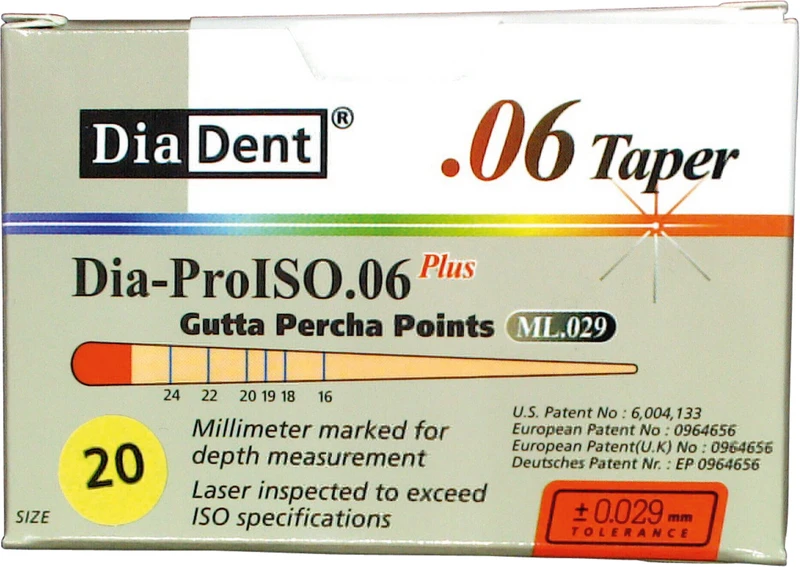 DiaDent®
.06 Taper
Dia-ProISO.06 Plus
Gutta Percha Points ML.029
24 22 20 19 18 16
20
SIZE
Millimeter marked for
depth measurement
Laser inspected to exceed
ISO specifications
U.S. Patent No : 6,004,133
European Patent No : 0964656
European Patent(U.K) No : 0964656
Deutsches Patent Nr. : EP 0964656
± 0.029 mm
TOLERANCE